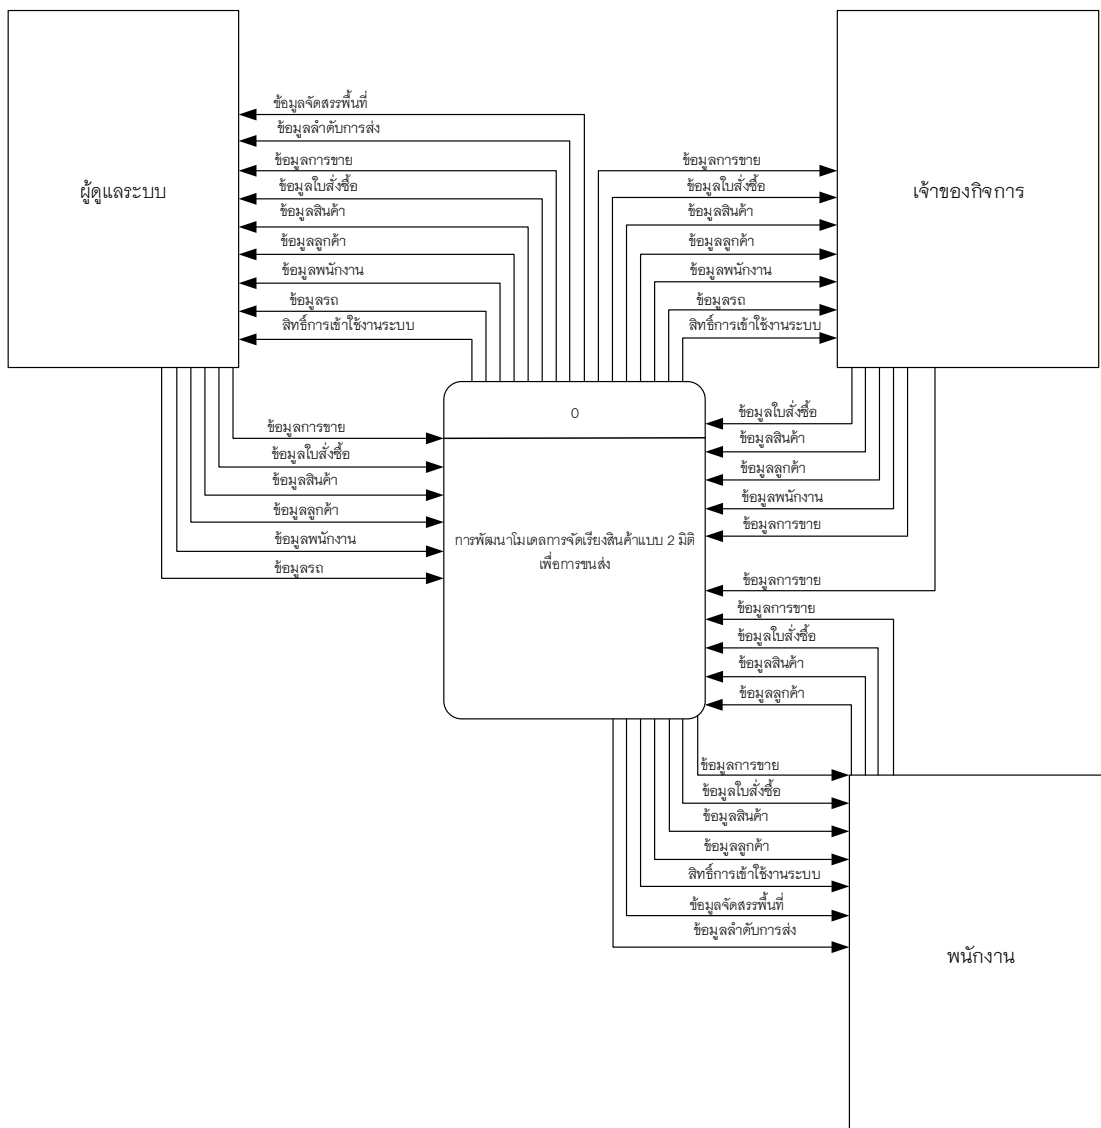 ผู้ดูแลระบบ
ข้อมูลจัดสรรพื้นที่
ข้อมูลลำดับการส่ง
ข้อมูลการขาย
ข้อมูลใบสั่งซื้อ
ข้อมูลสินค้า
ข้อมูลลูกค้า
ข้อมูลพนักงาน
ข้อมูลรถ
สิทธิ์การเข้าใช้งานระบบ
ข้อมูลการขาย
ข้อมูลใบสั่งซื้อ
ข้อมูลสินค้า
ข้อมูลลูกค้า
ข้อมูลพนักงาน
ข้อมูลรถ
สิทธิ์การเข้าใช้งานระบบ
เจ้าของกิจการ
ข้อมูลการขาย
ข้อมูลใบสั่งซื้อ
ข้อมูลสินค้า
ข้อมูลลูกค้า
ข้อมูลพนักงาน
ข้อมูลรถ
0
การพัฒนาโมเดลการจัดเรียงสินค้าแบบ 2 มิติ
เพื่อการขนส่ง
ข้อมูลใบสั่งซื้อ
ข้อมูลสินค้า
ข้อมูลลูกค้า
ข้อมูลพนักงาน
ข้อมูลการขาย
ข้อมูลการขาย
ข้อมูลการขาย
ข้อมูลใบสั่งซื้อ
ข้อมูลสินค้า
ข้อมูลลูกค้า
ข้อมูลการขาย
ข้อมูลใบสั่งซื้อ
ข้อมูลสินค้า
ข้อมูลลูกค้า
สิทธิ์การเข้าใช้งานระบบ
ข้อมูลจัดสรรพื้นที่
ข้อมูลลำดับการส่ง
พนักงาน